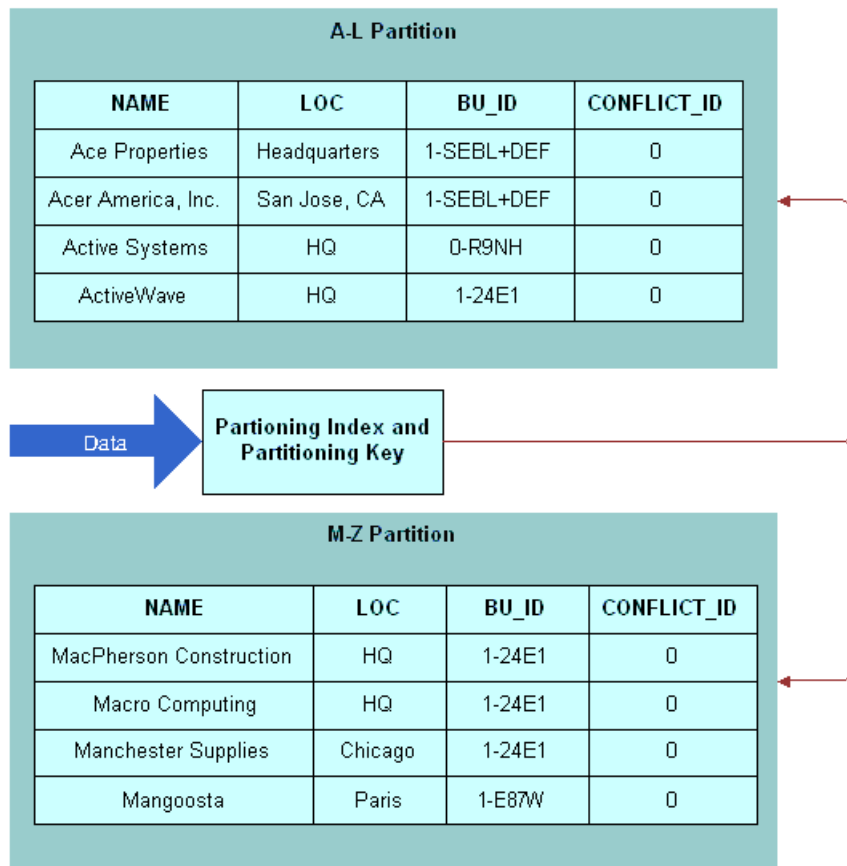 A-L Partition
NAME LOC BU_ID CONFLICT_ID
Ace Properties Headquarters 1-SEBL+DEF 0
Acer America, Inc. San Jose, CA 1-SEBL+DEF 0
Active Systems HQ 0-R9NH 0
ActiveWave HQ 1-24E1 0
Data
Partioning Index and
Partitioning Key
M-Z Partition
NAME LOC BU_ID CONFLICT_ID
MacPherson Construction HQ 1-24E1 0
Macro Computing HQ 1-24E1 0
Manchester Supplies Chicago 1-24E1 0
Mangoosta Paris 1-E87W 0